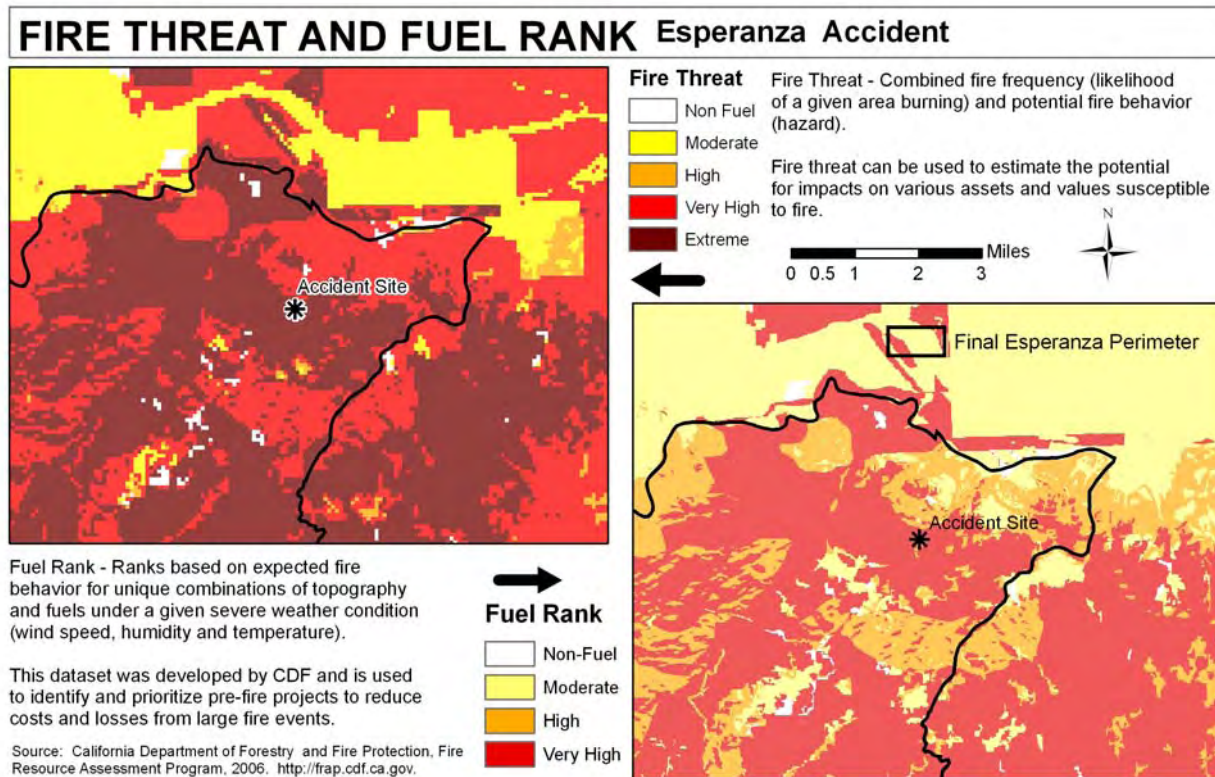 FIRE THREAT AND FUEL RANK Esperanza Accident
Accident Site
Fire Threat
Non Fuel
Moderate
High
Very High
Extreme
Fire Threat - Combined fire frequency (likelihood
of a given area burning) and potential fire behavior
(hazard).
Fire threat can be used to estimate the potential
for impacts on various assets and values susceptible
to fire.
N
Miles
0 0.5 1 2 3
Final Esperanza Perimeter
Accident Site
Fuel Rank - Ranks based on expected fire
behavior for unique combinations of topography
and fuels under a given severe weather condition
(wind speed, humidity and temperature).
This dataset was developed by CDF and is used
to identify and prioritize pre-fire projects to reduce
costs and losses from large fire events.
Source: California Department of Forestry and Fire Protection, Fire
Resource Assessment Program, 2006. http://frap.cdf.ca.gov.
Fuel Rank
Non-Fuel
Moderate
High
Very High